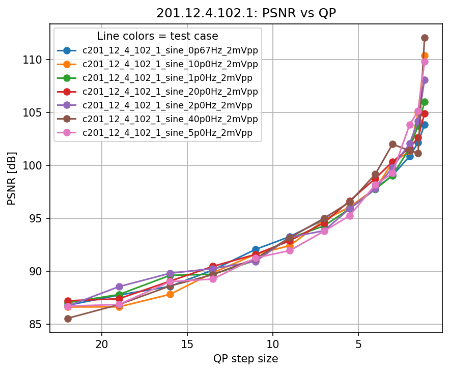 201.12.4.102.1: PSNR vs QP
Line colors = test case
c201_12_4_102_1_sine_0p67Hz_2mVpp
c201_12_4_102_1_sine_10p0Hz_2mVpp
c201_12_4_102_1_sine_1p0Hz_2mVpp
c201_12_4_102_1_sine_20p0Hz_2mVpp
c201_12_4_102_1_sine_2p0Hz_2mVpp
c201_12_4_102_1_sine_40p0Hz_2mVpp
c201_12_4_102_1_sine_5p0Hz_2mVpp
PSNR [dB]
110
105
100
95
90
85
20
15
10
5
QP step size